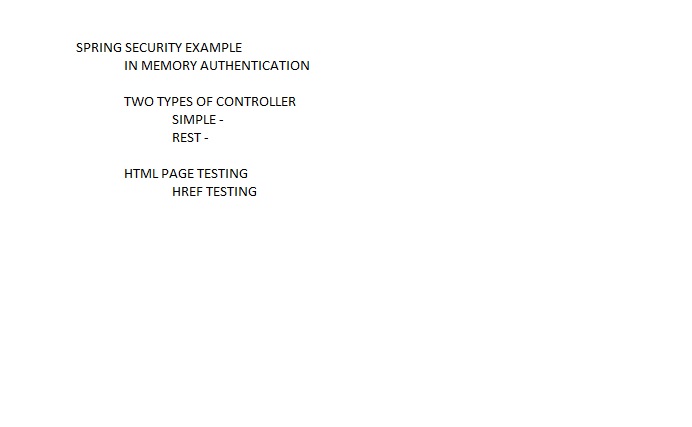 SPRING SECURITY EXAMPLE
IN MEMORY AUTHENTICATION
TWO TYPES OF CONTROLLER
SIMPLE -
REST -
HTML PAGE TESTING
HREF TESTING